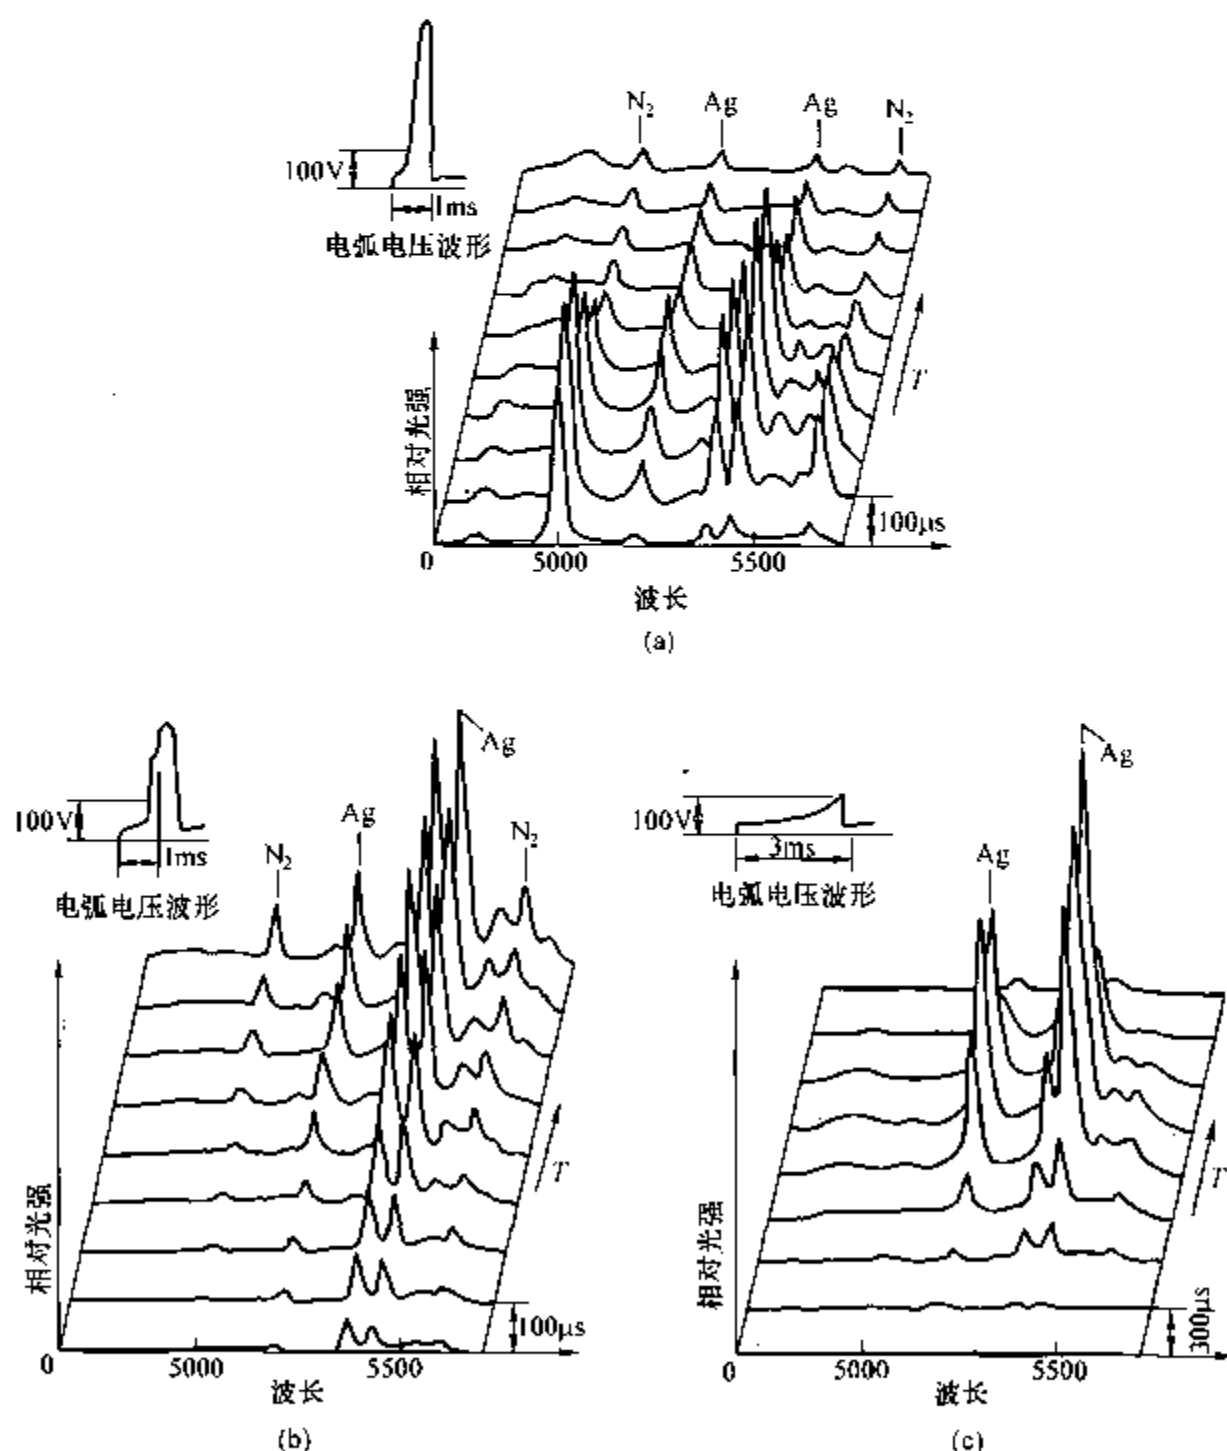 N₂ Ag Ag N₂
100V
1ms
电弧电压波形
相对光强
T
100μs
0 5000 5500
波长
(a)
Ag
100V
Ag
N₂
N₂
1ms
电弧电压波形
相对光强
T
100μs
0 5000 5500
波长
(b)
Ag
100V
3ms
Ag
电弧电压波形
相对光强
T
300μs
0 5000 5500
波长
(c)